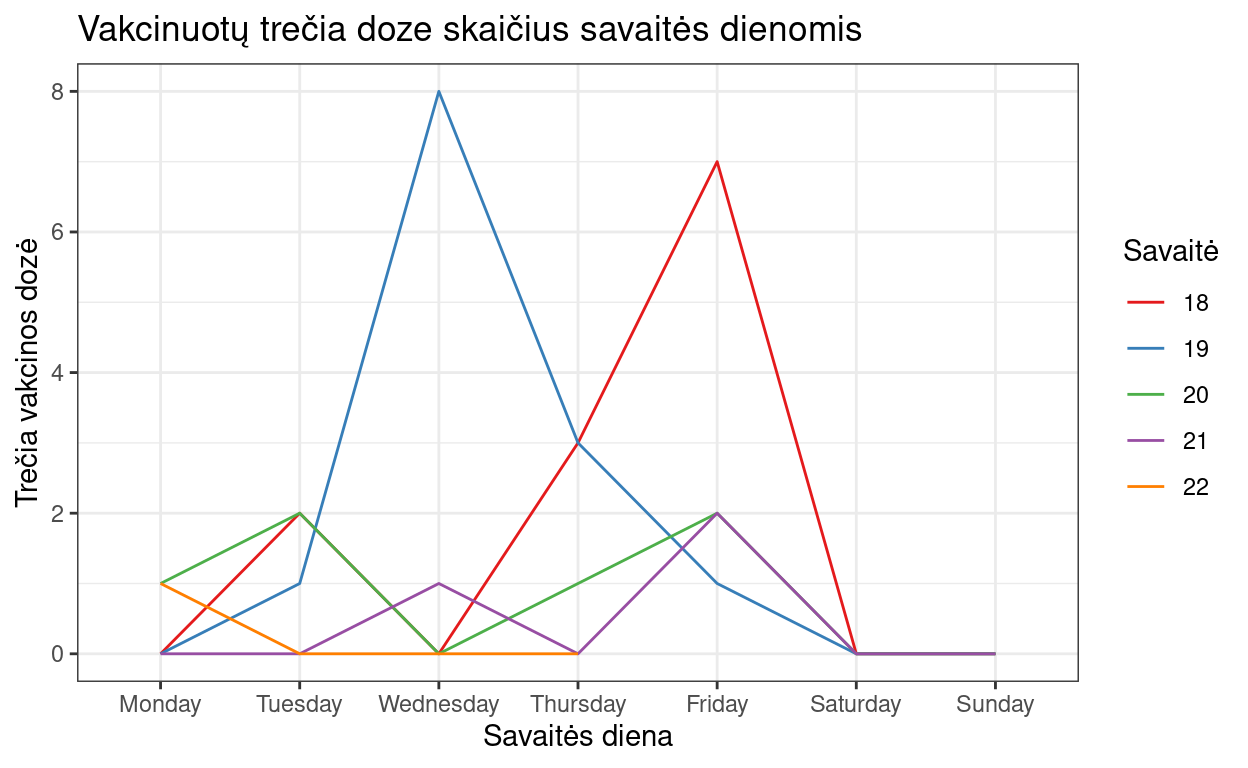 Vakcinuotų trečia doze skaičius savaitės dienomis
Trečia vakcinos dozė
8
6
4
2
0
Monday Tuesday Wednesday Thursday Friday Saturday Sunday
Savaitės diena
Savaitė
18
19
20
21
22